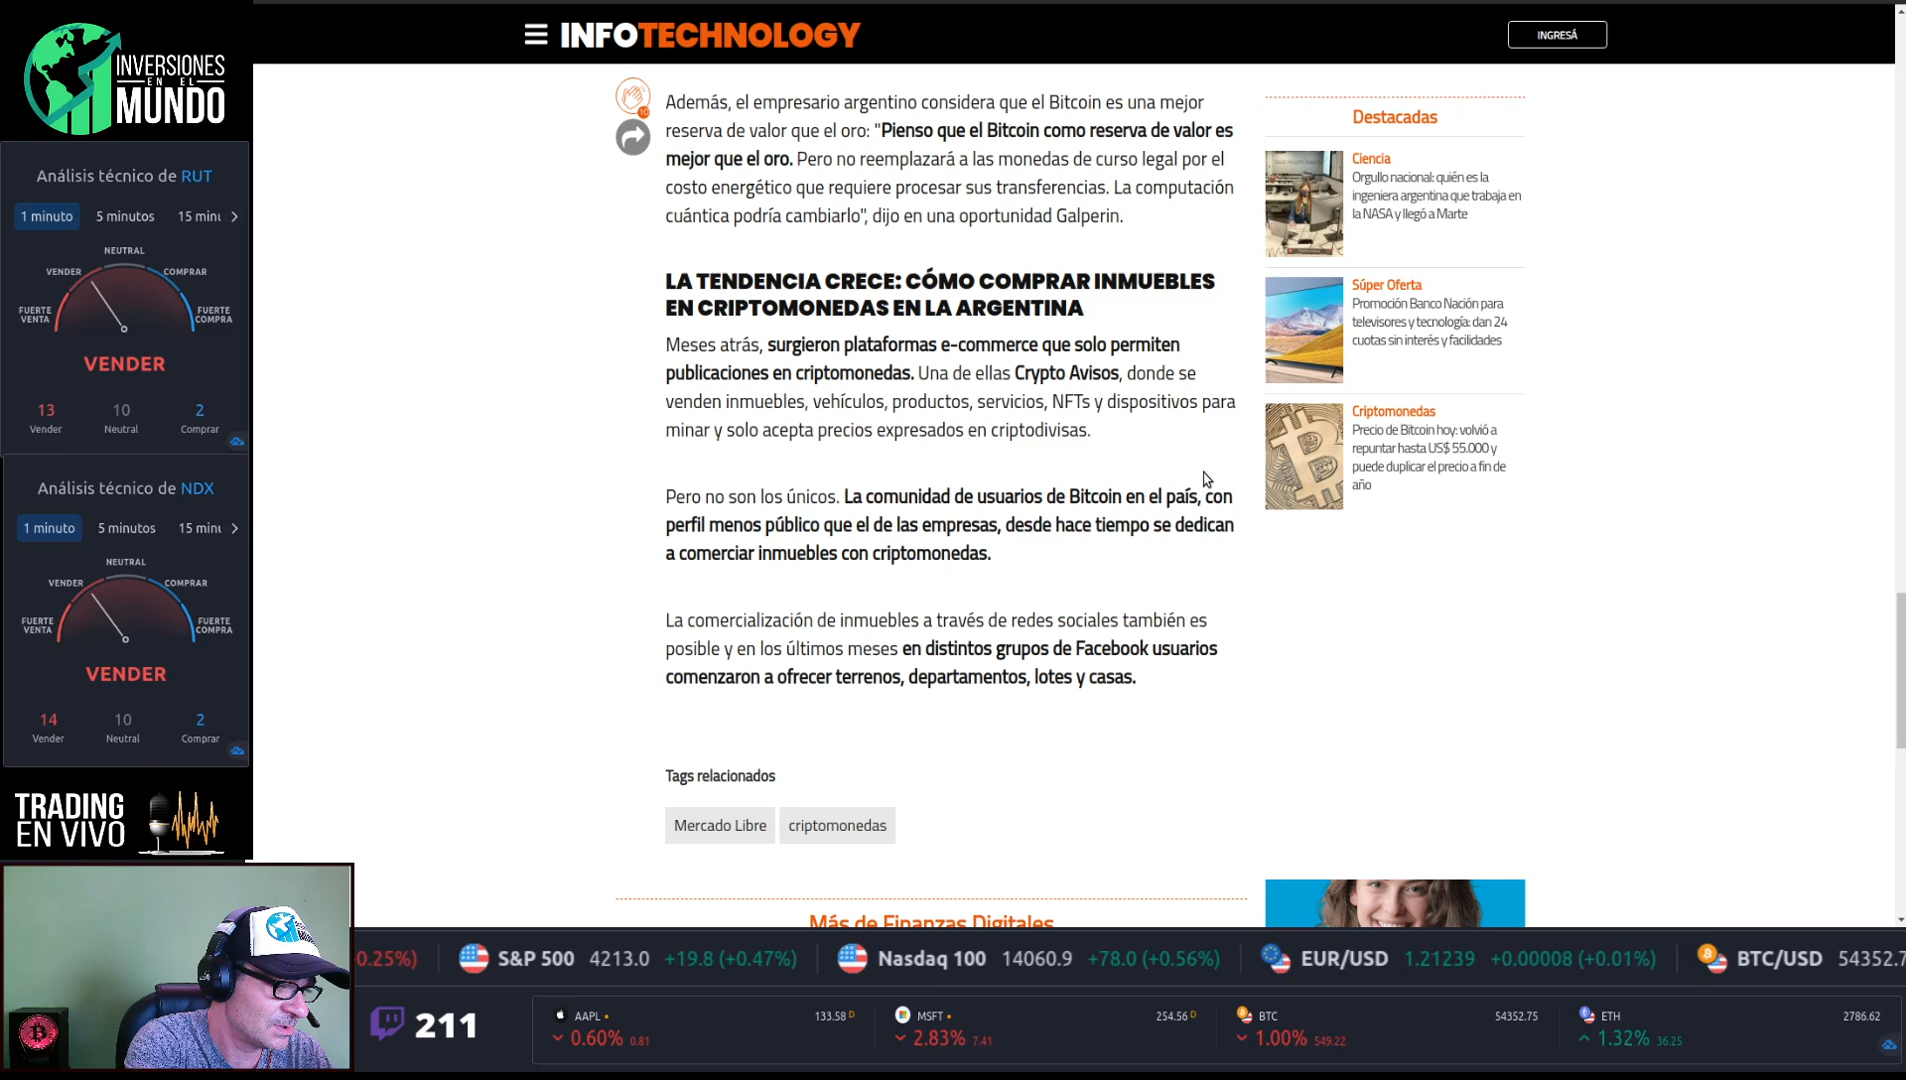 INVERSIONES
EN EL
MUNDO
Análisis técnico de RUT
1 minuto 5 minutos 15 minu
NEUTRAL
VENDER COMPRAR
FUERTE VENTA FUERTE COMPRA
VENDER
13 10 2
Vender Neutral Comprar
Análisis técnico de NDX
1 minuto 5 minutos 15 minu
NEUTRAL
VENDER COMPRAR
FUERTE VENTA FUERTE COMPRA
VENDER
14 10 2
Vender Neutral Comprar
TRADING
EN VIVO
INFOTECHNOLOGY
INGRESÁ
10
Además, el empresario argentino considera que el Bitcoin es una mejor
reserva de valor que el oro: "Pienso que el Bitcoin como reserva de valor es
mejor que el oro. Pero no reemplazará a las monedas de curso legal por el
costo energético que requiere procesar sus transferencias. La computación
cuántica podría cambiarlo", dijo en una oportunidad Galperin.
LA TENDENCIA CRECE: CÓMO COMPRAR INMUEBLES
EN CRIPTOMONEDAS EN LA ARGENTINA
Meses atrás, surgieron plataformas e-commerce que solo permiten
publicaciones en criptomonedas. Una de ellas Crypto Avisos, donde se
venden inmuebles, vehículos, productos, servicios, NFTs y dispositivos para
minar y solo acepta precios expresados en criptodivisas.
Pero no son los únicos. La comunidad de usuarios de Bitcoin en el país, con
perfil menos público que el de las empresas, desde hace tiempo se dedican
a comerciar inmuebles con criptomonedas.
La comercialización de inmuebles a través de redes sociales también es
posible y en los últimos meses en distintos grupos de Facebook usuarios
comenzaron a ofrecer terrenos, departamentos, lotes y casas.
Tags relacionados
Mercado Libre criptomonedas
Más de Finanzas Digitales
Destacadas
Ciencia
Orgullo nacional: quién es la
ingeniera argentina que trabaja en
la NASA y llegó a Marte
Súper Oferta
Promoción Banco Nación para
televisores y tecnología: dan 24
cuotas sin interés y facilidades
Criptomonedas
Precio de Bitcoin hoy: volvió a
repuntar hasta US$ 55.000 y
puede duplicar el precio a fin de
año
0.25%) S&P 500 4213.0 +19.8 (+0.47%) Nasdaq 100 14060.9 +78.0 (+0.56%) EUR/USD 1.21239 +0.00008 (+0.01%) BTC/USD 54352.7
211
AAPL 133.58 D
0.60% 0.81
MSFT 254.56 D
2.83% 7.41
BTC 54352.75
1.00% 549.22
ETH 2786.62
1.32% 36.25